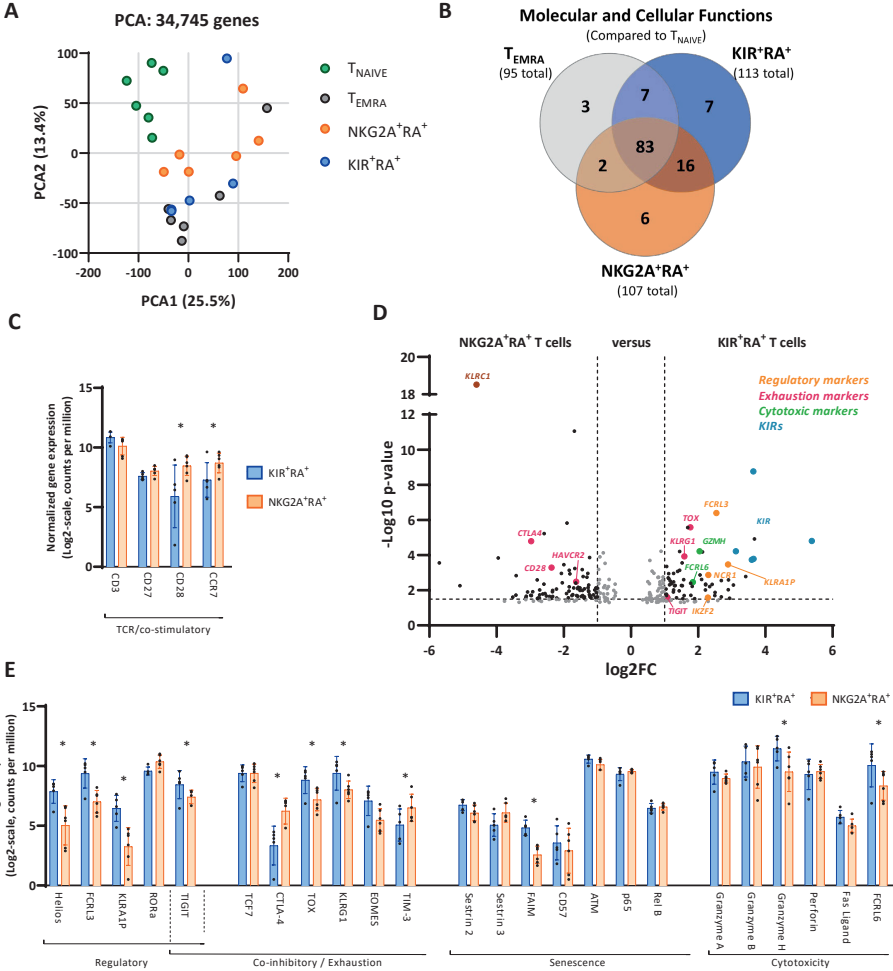 A
PCA: 34,745 genes
PCA2 (13.4%)
100
50
0
-50
-100
-200
-100
0
100
200
PCA1 (25.5%)
TNAIVE
TEMRA
NKG2A+RA+
KIR+RA+
B
Molecular and Cellular Functions
(Compared to TNAIVE)
TEMRA
(95 total)
KIR+RA+
(113 total)
3
7
7
83
2
16
6
NKG2A+RA+
(107 total)
C
Normalized gene expression
(Log2-scale, counts per million)
15
10
5
0
*
*
KIR+RA+
NKG2A+RA+
CD3
CD27
CD28
CCR7
TCR/co-stimulatory
D
NKG2A+RA+ T cells
versus
KIR+RA+ T cells
-Log10 p-value
20
18
12
10
8
6
4
2
0
-6
-4
-2
0
2
4
6
log2FC
Regulatory markers
Exhaustion markers
Cytotoxic markers
KIRs
KLRC1
CTLA4
CD28
HAVCR2
FCRL3
TOX
KIR
KLRG1
GZMH
FCRL6
NCR1
KLRA1P
TIGIT
IKZF2
E
(Log2-scale, counts per million)
15
10
5
0
KIR+RA+
NKG2A+RA+
*
*
*
*
*
*
*
*
*
*
*
Helios
FCRL3
KLRA1P
RORa
TIGIT
TCF7
CTLA-4
TOX
KLRG1
EOMES
TIM-3
Sestrin 2
Sestrin 3
FAIM
CD57
ATM
p65
Rel B
Granzyme A
Granzyme B
Granzyme H
Perforin
Fas Ligand
FCRL6
Regulatory
Co-inhibitory / Exhaustion
Senescence
Cytotoxicity